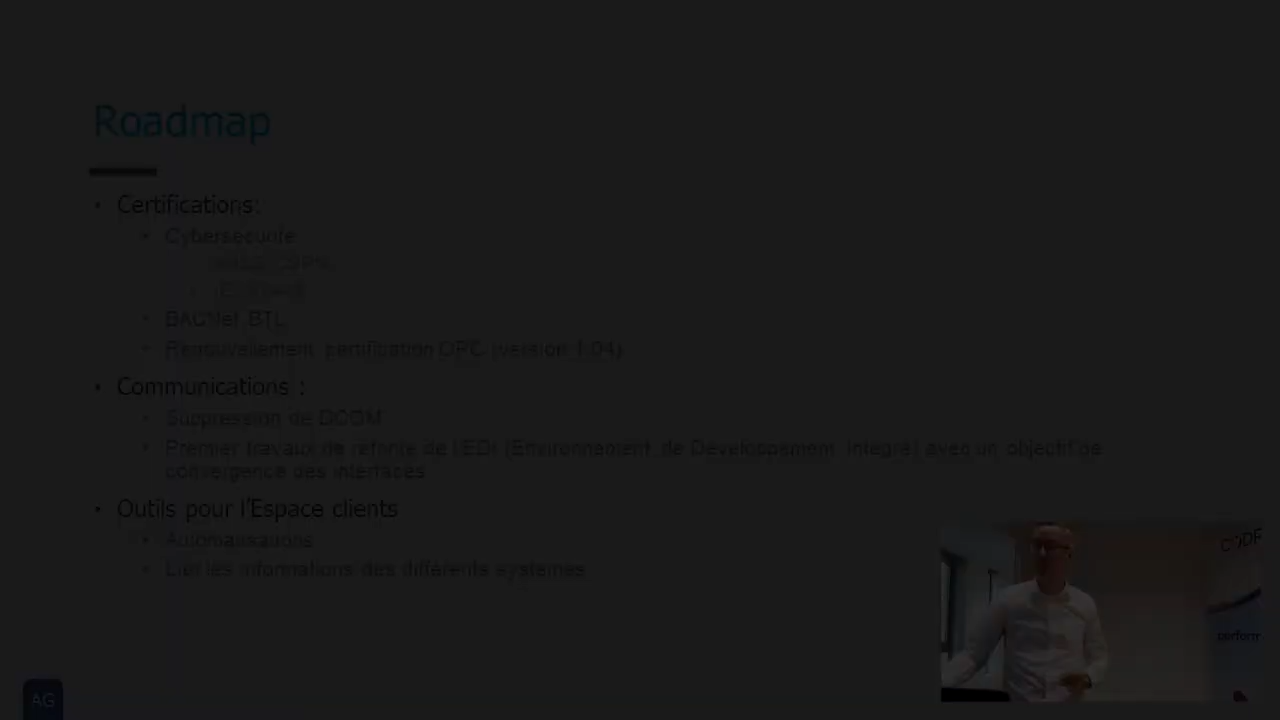 Roadmap
• Certifications:
• Cybersécurité
• BACNet BTL
• Renouvellement certification OPC (version 1.04)
• Communications :
• Suppression de DCOM
• Premier travaux de refonte de l'EDI (Environnement de Développement Intégré) avec un objectif de
convergence des interfaces
• Outils pour l'Espace clients
• Automatisations
• Lier les informations des différents systèmes
CODR
perform
AG